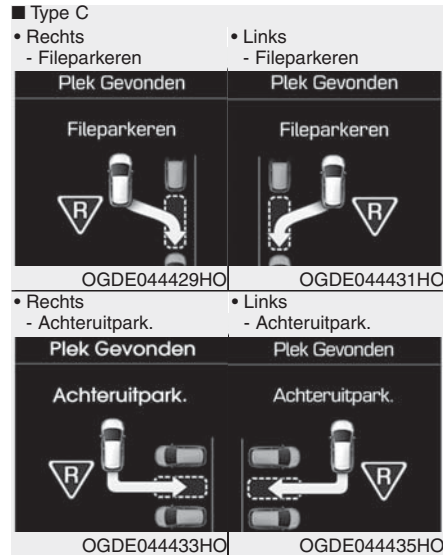 ■ Type C
• Rechts
- Fileparkeren
Plek Gevonden
Fileparkeren
R
OGDE044429HO
• Links
- Fileparkeren
Plek Gevonden
Fileparkeren
R
OGDE044431HO
• Rechts
- Achteruitpark.
Plek Gevonden
Achteruitpark.
R
OGDE044433HO
• Links
- Achteruitpark.
Plek Gevonden
Achteruitpark.
R
OGDE044435HO